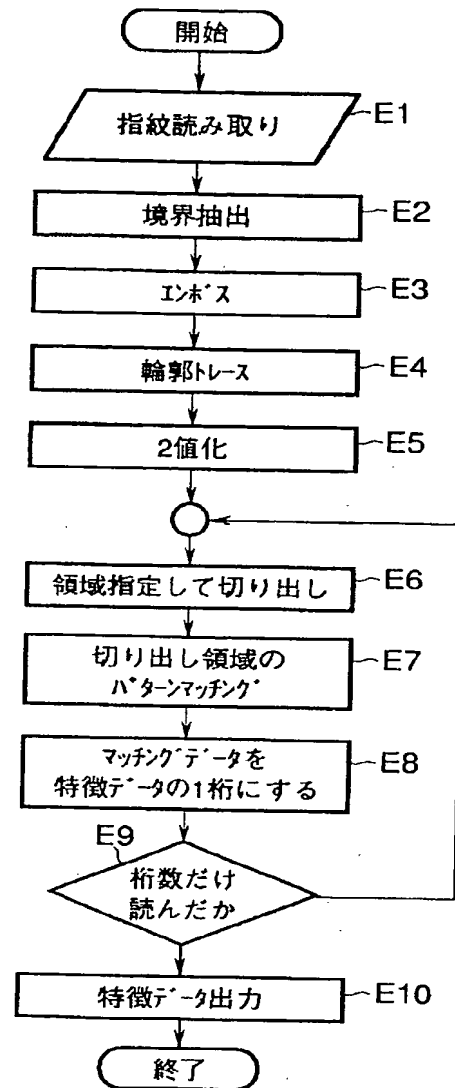 開始
指紋読み取り
E1
境界抽出
E2
エンボス
E3
輪郭トレース
E4
2値化
E5
領域指定して切り出し
E6
切り出し領域の
パターンマッチング
E7
マッチングデータを
特徴データの1桁にする
E8
E9
桁数だけ
読んだか
特徴データ出力
E10
終了